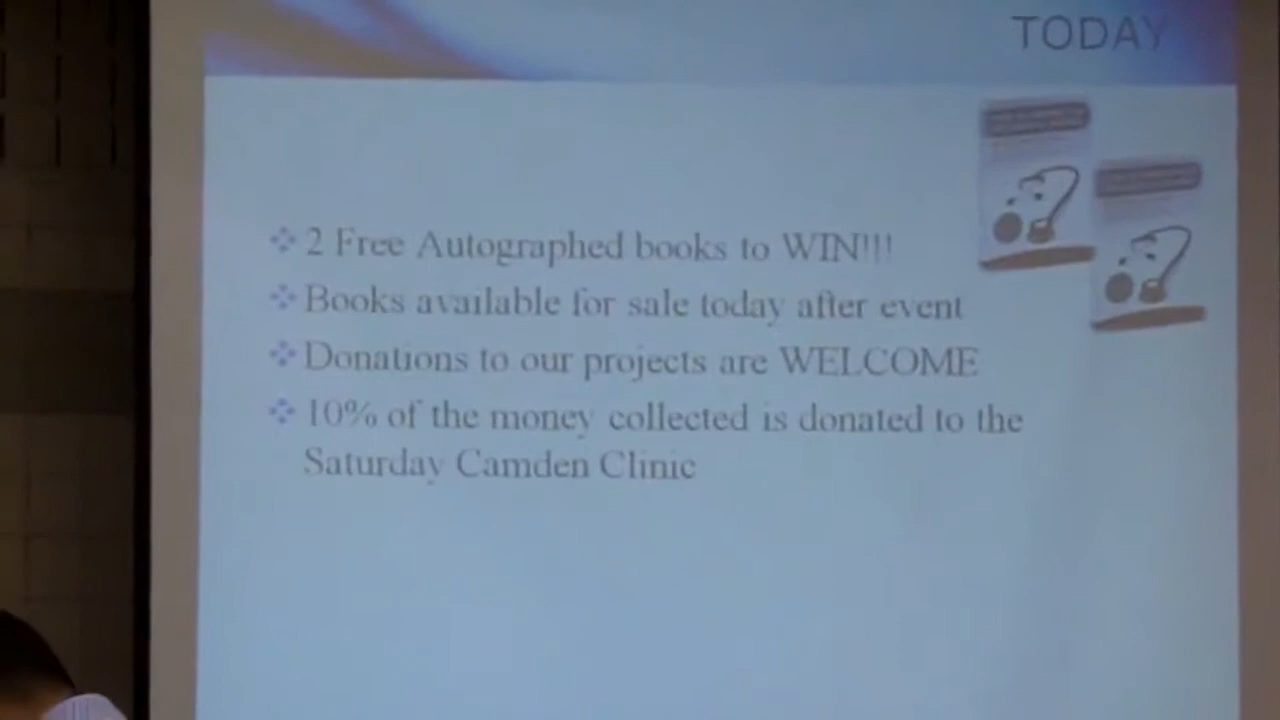 TODAY
2 Free Autographed books to WIN!!!
Books available for sale today after event
Donations to our projects are WELCOME
10% of the money collected is donated to the
Saturday Camden Clinic